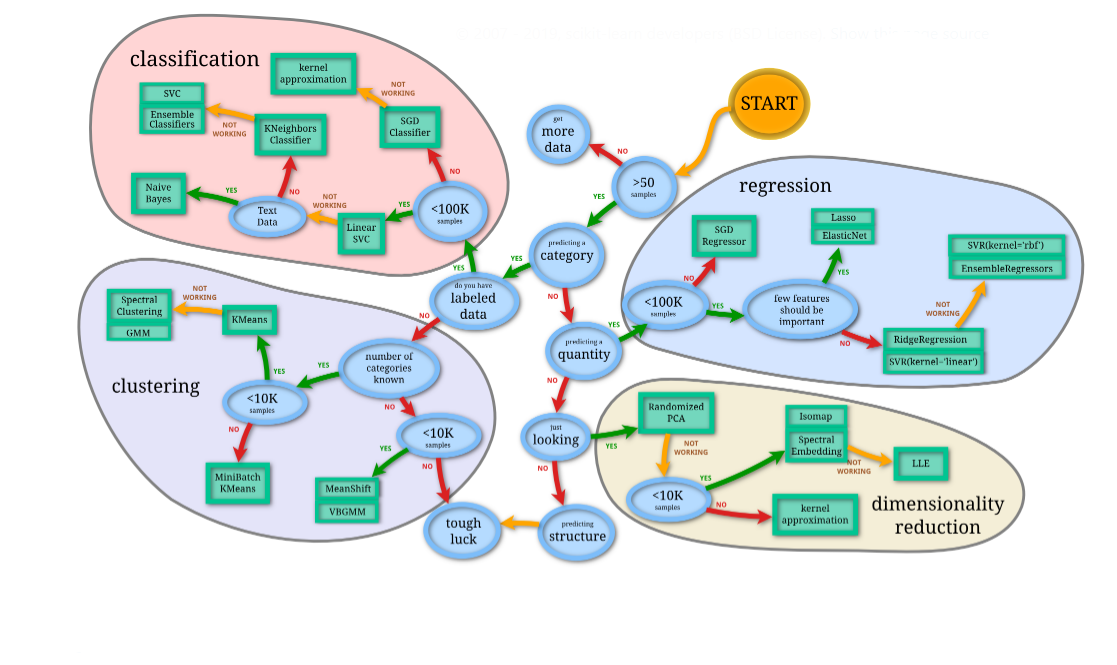 classification
kernel
approximation
NOT
WORKING
SVC
Ensemble
Classifiers
NOT
WORKING
KNeighbors
Classifier
SGD
Classifier
NO
Naive
Bayes
YES
NO
Text
Data
NOT
WORKING
Linear
SVC
YES
<100K
samples
YES
START
get
more
data
NO
>50
samples
YES
predicting a
category
YES
NO
do you have
labeled
data
NO
predicting a
quantity
YES
NO
just
looking
YES
NO
predicting
structure
tough
luck
regression
SGD
Regressor
NO
<100K
samples
YES
Lasso
ElasticNet
YES
few features
should be
important
NO
SVR(kernel='rbf')
EnsembleRegressors
NOT
WORKING
RidgeRegression
SVR(kernel='linear')
clustering
Spectral
Clustering
GMM
NOT
WORKING
KMeans
YES
number of
categories
known
YES
NO
<10K
samples
NO
MiniBatch
KMeans
<10K
samples
YES
NO
MeanShift
VBGMM
Randomized
PCA
NOT
WORKING
<10K
samples
YES
NO
Isomap
Spectral
Embedding
NOT
WORKING
LLE
kernel
approximation
dimensionality
reduction